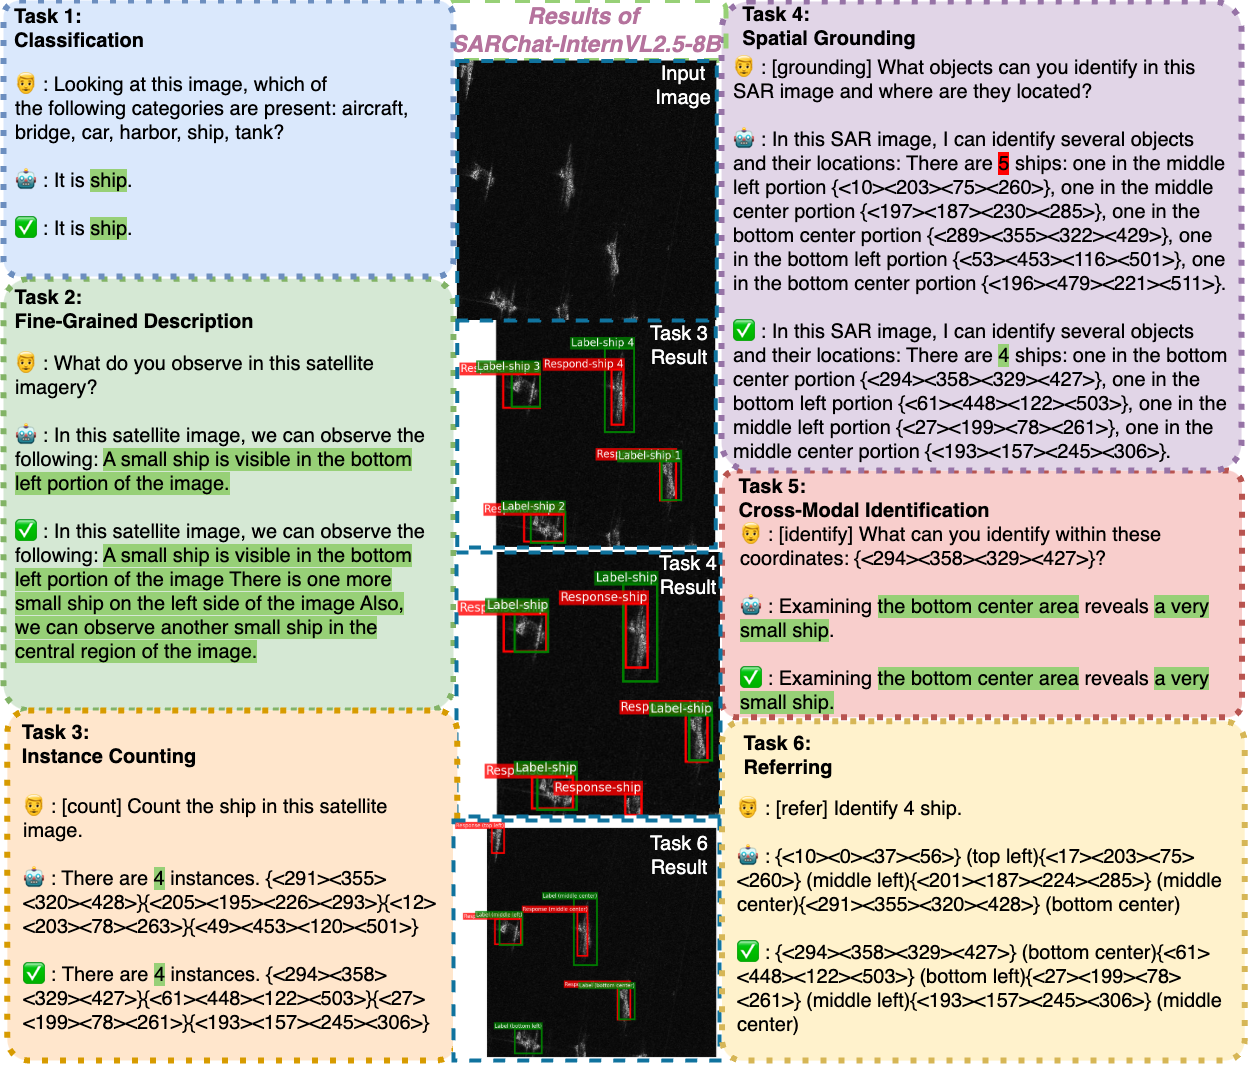 Task 1:
Classification
: Looking at this image, which of
the following categories are present: aircraft,
bridge, car, harbor, ship, tank?
: It is ship.
: It is ship.
Task 2:
Fine-Grained Description
: What do you observe in this satellite
imagery?
: In this satellite image, we can observe the
following: A small ship is visible in the bottom
left portion of the image.
: In this satellite image, we can observe the
following: A small ship is visible in the bottom
left portion of the image There is one more
small ship on the left side of the image Also,
we can observe another small ship in the
central region of the image.
Task 3:
Instance Counting
: [count] Count the ship in this satellite
image.
: There are 4 instances. {<291><355>
<320><428>}{<205><195><226><293>}{<12>
<203><78><263>}{<49><453><120><501>}
: There are 4 instances. {<294><358>
<329><427>}{<61><448><122><503>}{<27>
<199><78><261>}{<193><157><245><306>}
Results of
SARChat-InternVL2.5-8B
Input
Image
Task 3
Result
Label-ship 4
Respond-ship 4
Res
Label-ship 3
Res
Label-ship 1
Res
Label-ship 2
Task 4
Result
Label-ship
Response-ship
Resp
Label-ship
Resp
Label-ship
Resp
Label-ship
Response-ship
Task 6
Result
Response (top left)
Label (middle center)
Response (middle center)
Res
Label (middle left)
Resp
Label (bottom center)
Label (bottom left)
Task 4:
Spatial Grounding
: [grounding] What objects can you identify in this
SAR image and where are they located?
: In this SAR image, I can identify several objects
and their locations: There are 5 ships: one in the middle
left portion {<10><203><75><260>}, one in the middle
center portion {<197><187><230><285>}, one in the
bottom center portion {<289><355><322><429>}, one
in the bottom left portion {<53><453><116><501>}, one
in the bottom center portion {<196><479><221><511>}.
: In this SAR image, I can identify several objects
and their locations: There are 4 ships: one in the bottom
center portion {<294><358><329><427>}, one in the
bottom left portion {<61><448><122><503>}, one in the
middle left portion {<27><199><78><261>}, one in the
middle center portion {<193><157><245><306>}.
Task 5:
Cross-Modal Identification
: [identify] What can you identify within these
coordinates: {<294><358><329><427>}?
: Examining the bottom center area reveals a very
small ship.
: Examining the bottom center area reveals a very
small ship.
Task 6:
Referring
: [refer] Identify 4 ship.
: {<10><0><37><56>} (top left){<17><203><75>
<260>} (middle left){<201><187><224><285>} (middle
center){<291><355><320><428>} (bottom center)
: {<294><358><329><427>} (bottom center){<61>
<448><122><503>} (bottom left){<27><199><78>
<261>} (middle left){<193><157><245><306>} (middle
center)